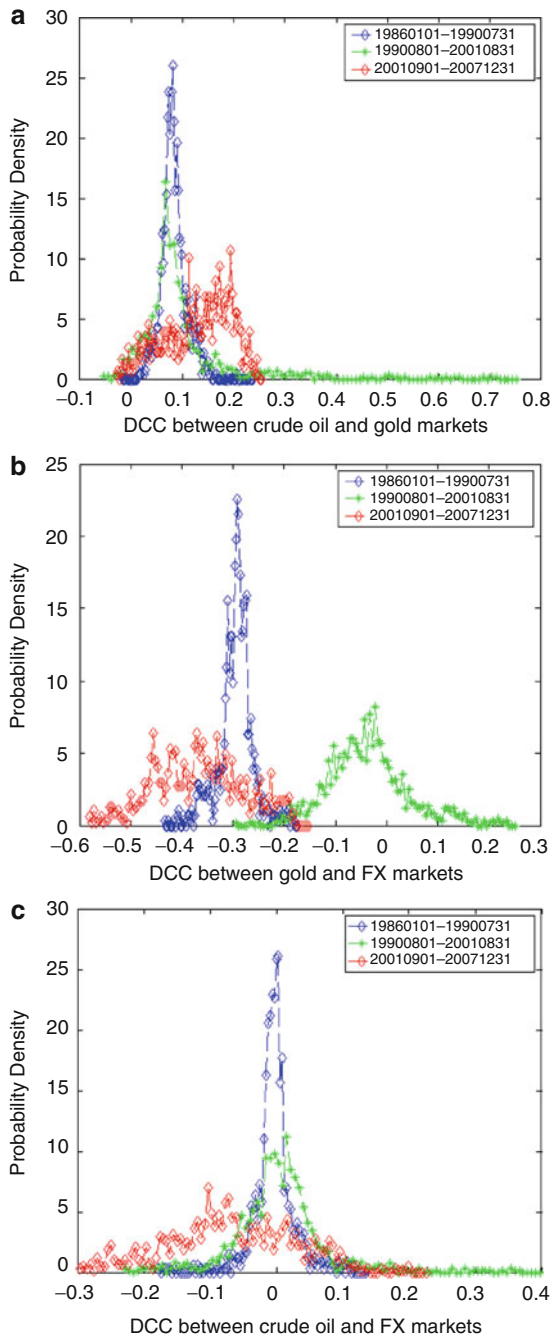 a
30
25
20
15
10
5
0
Probability Density
19860101–19900731
19900801–20010831
20010901–20071231
−0.1 0 0.1 0.2 0.3 0.4 0.5 0.6 0.7 0.8
DCC between crude oil and gold markets
b
25
20
15
10
5
0
Probability Density
19860101–19900731
19900801–20010831
20010901–20071231
−0.6 −0.5 −0.4 −0.3 −0.2 −0.1 0 0.1 0.2 0.3
DCC between gold and FX markets
c
30
25
20
15
10
5
0
Probability Density
19860101–19900731
19900801–20010831
20010901–20071231
−0.3 −0.2 −0.1 0 0.1 0.2 0.3 0.4
DCC between crude oil and FX markets